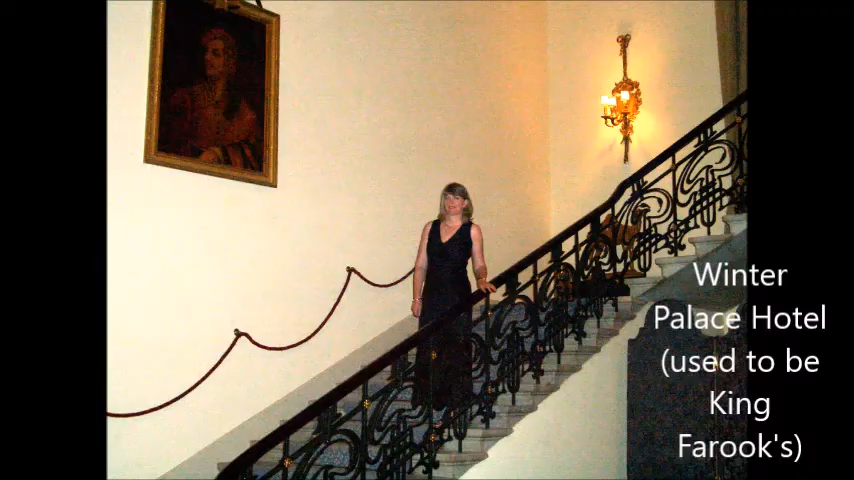 Winter
Palace Hotel
(used to be
King
Farook's)